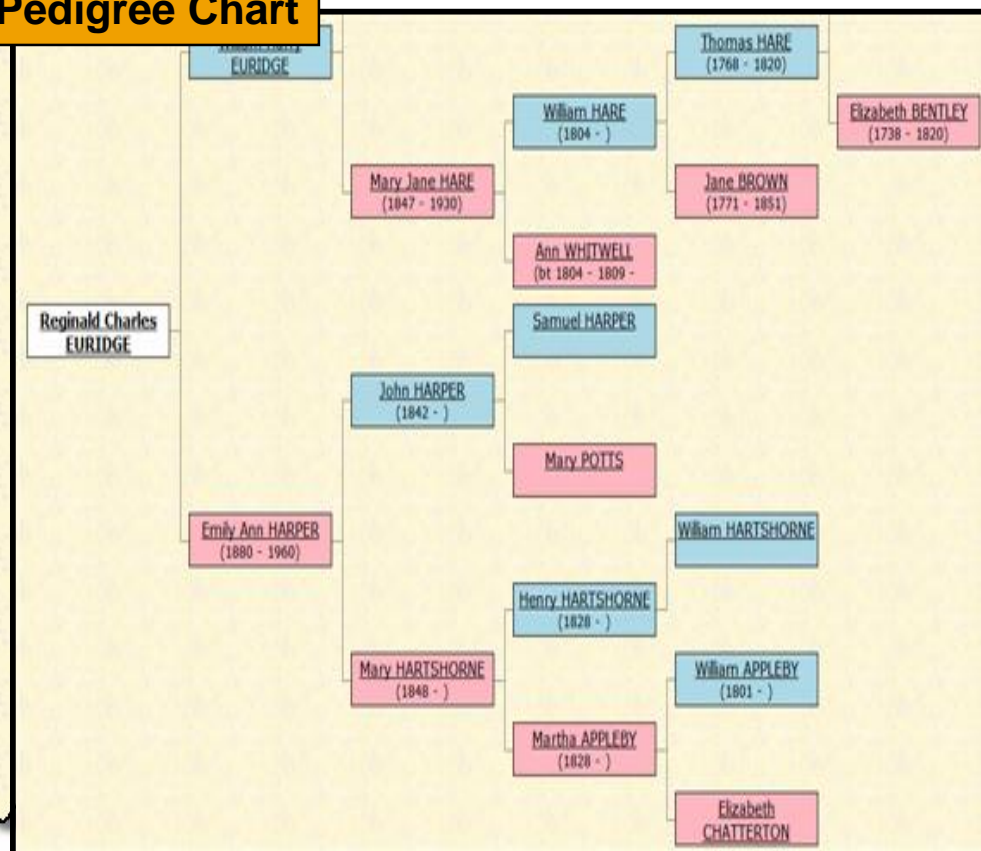 Pedigree Chart
William Harry
EURIDGE
Thomas HARE
(1768 - 1820)
William HARE
(1804 - )
Elizabeth BENTLEY
(1738 - 1820)
Mary Jane HARE
(1847 - 1930)
Jane BROWN
(1771 - 1851)
Ann WHITWELL
(bt 1804 - 1809 -
Reginald Charles
EURIDGE
Samuel HARPER
John HARPER
(1842 - )
Mary POTTS
Emily Ann HARPER
(1880 - 1960)
William HARTSHORNE
Henry HARTSHORNE
(1828 - )
Mary HARTSHORNE
(1848 - )
William APPLEBY
(1801 - )
Martha APPLEBY
(1828 - )
Elizabeth
CHATTERTON